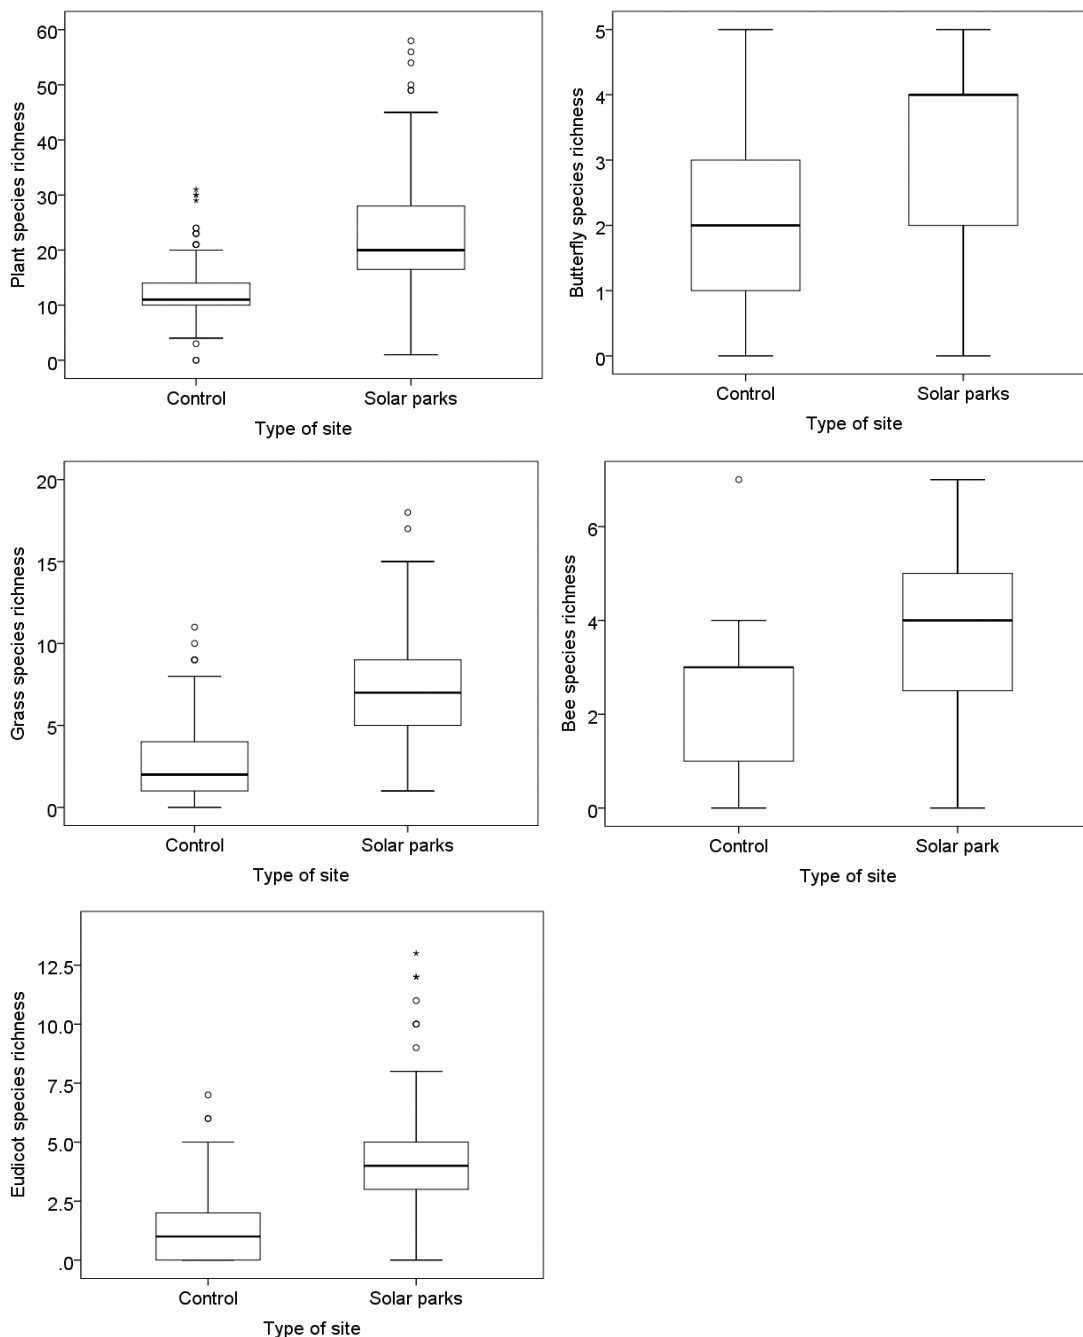 Plant species richness
60
50
40
30
20
10
0
Control Solar parks
Type of site
Butterfly species richness
5
4
3
2
1
0
Control Solar parks
Type of site
Grass species richness
20
15
10
5
0
Control Solar parks
Type of site
Bee species richness
6
4
2
0
Control Solar park
Type of site
Eudicot species richness
12.5
10.0
7.5
5.0
2.5
.0
Control Solar parks
Type of site